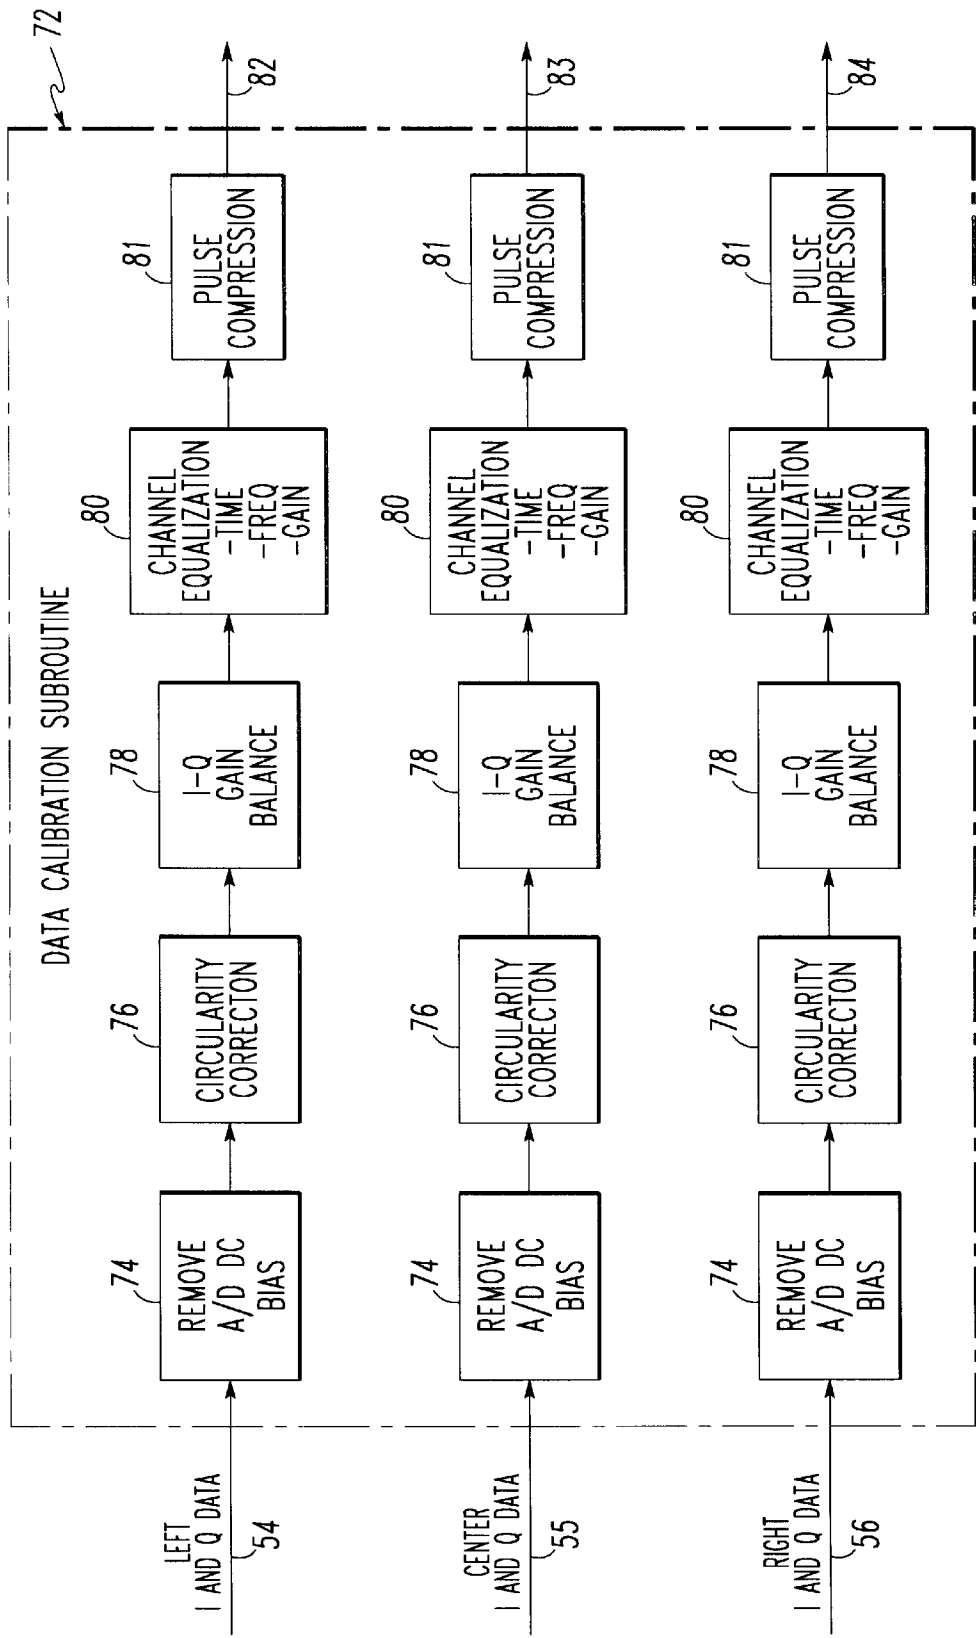 DATA CALIBRATION SUBROUTINE
72
LEFT
I AND Q DATA
54
74
REMOVE
A/D DC
BIAS
76
CIRCULARITY
CORRECTON
78
I-Q
GAIN
BALANCE
80
CHANNEL
EQUALIZATION
-TIME
-FREQ
-GAIN
81
PULSE
COMPRESSION
82
CENTER
I AND Q DATA
55
74
REMOVE
A/D DC
BIAS
76
CIRCULARITY
CORRECTON
78
I-Q
GAIN
BALANCE
80
CHANNEL
EQUALIZATION
-TIME
-FREQ
-GAIN
81
PULSE
COMPRESSION
83
RIGHT
I AND Q DATA
56
74
REMOVE
A/D DC
BIAS
76
CIRCULARITY
CORRECTON
78
I-Q
GAIN
BALANCE
80
CHANNEL
EQUALIZATION
-TIME
-FREQ
-GAIN
81
PULSE
COMPRESSION
84